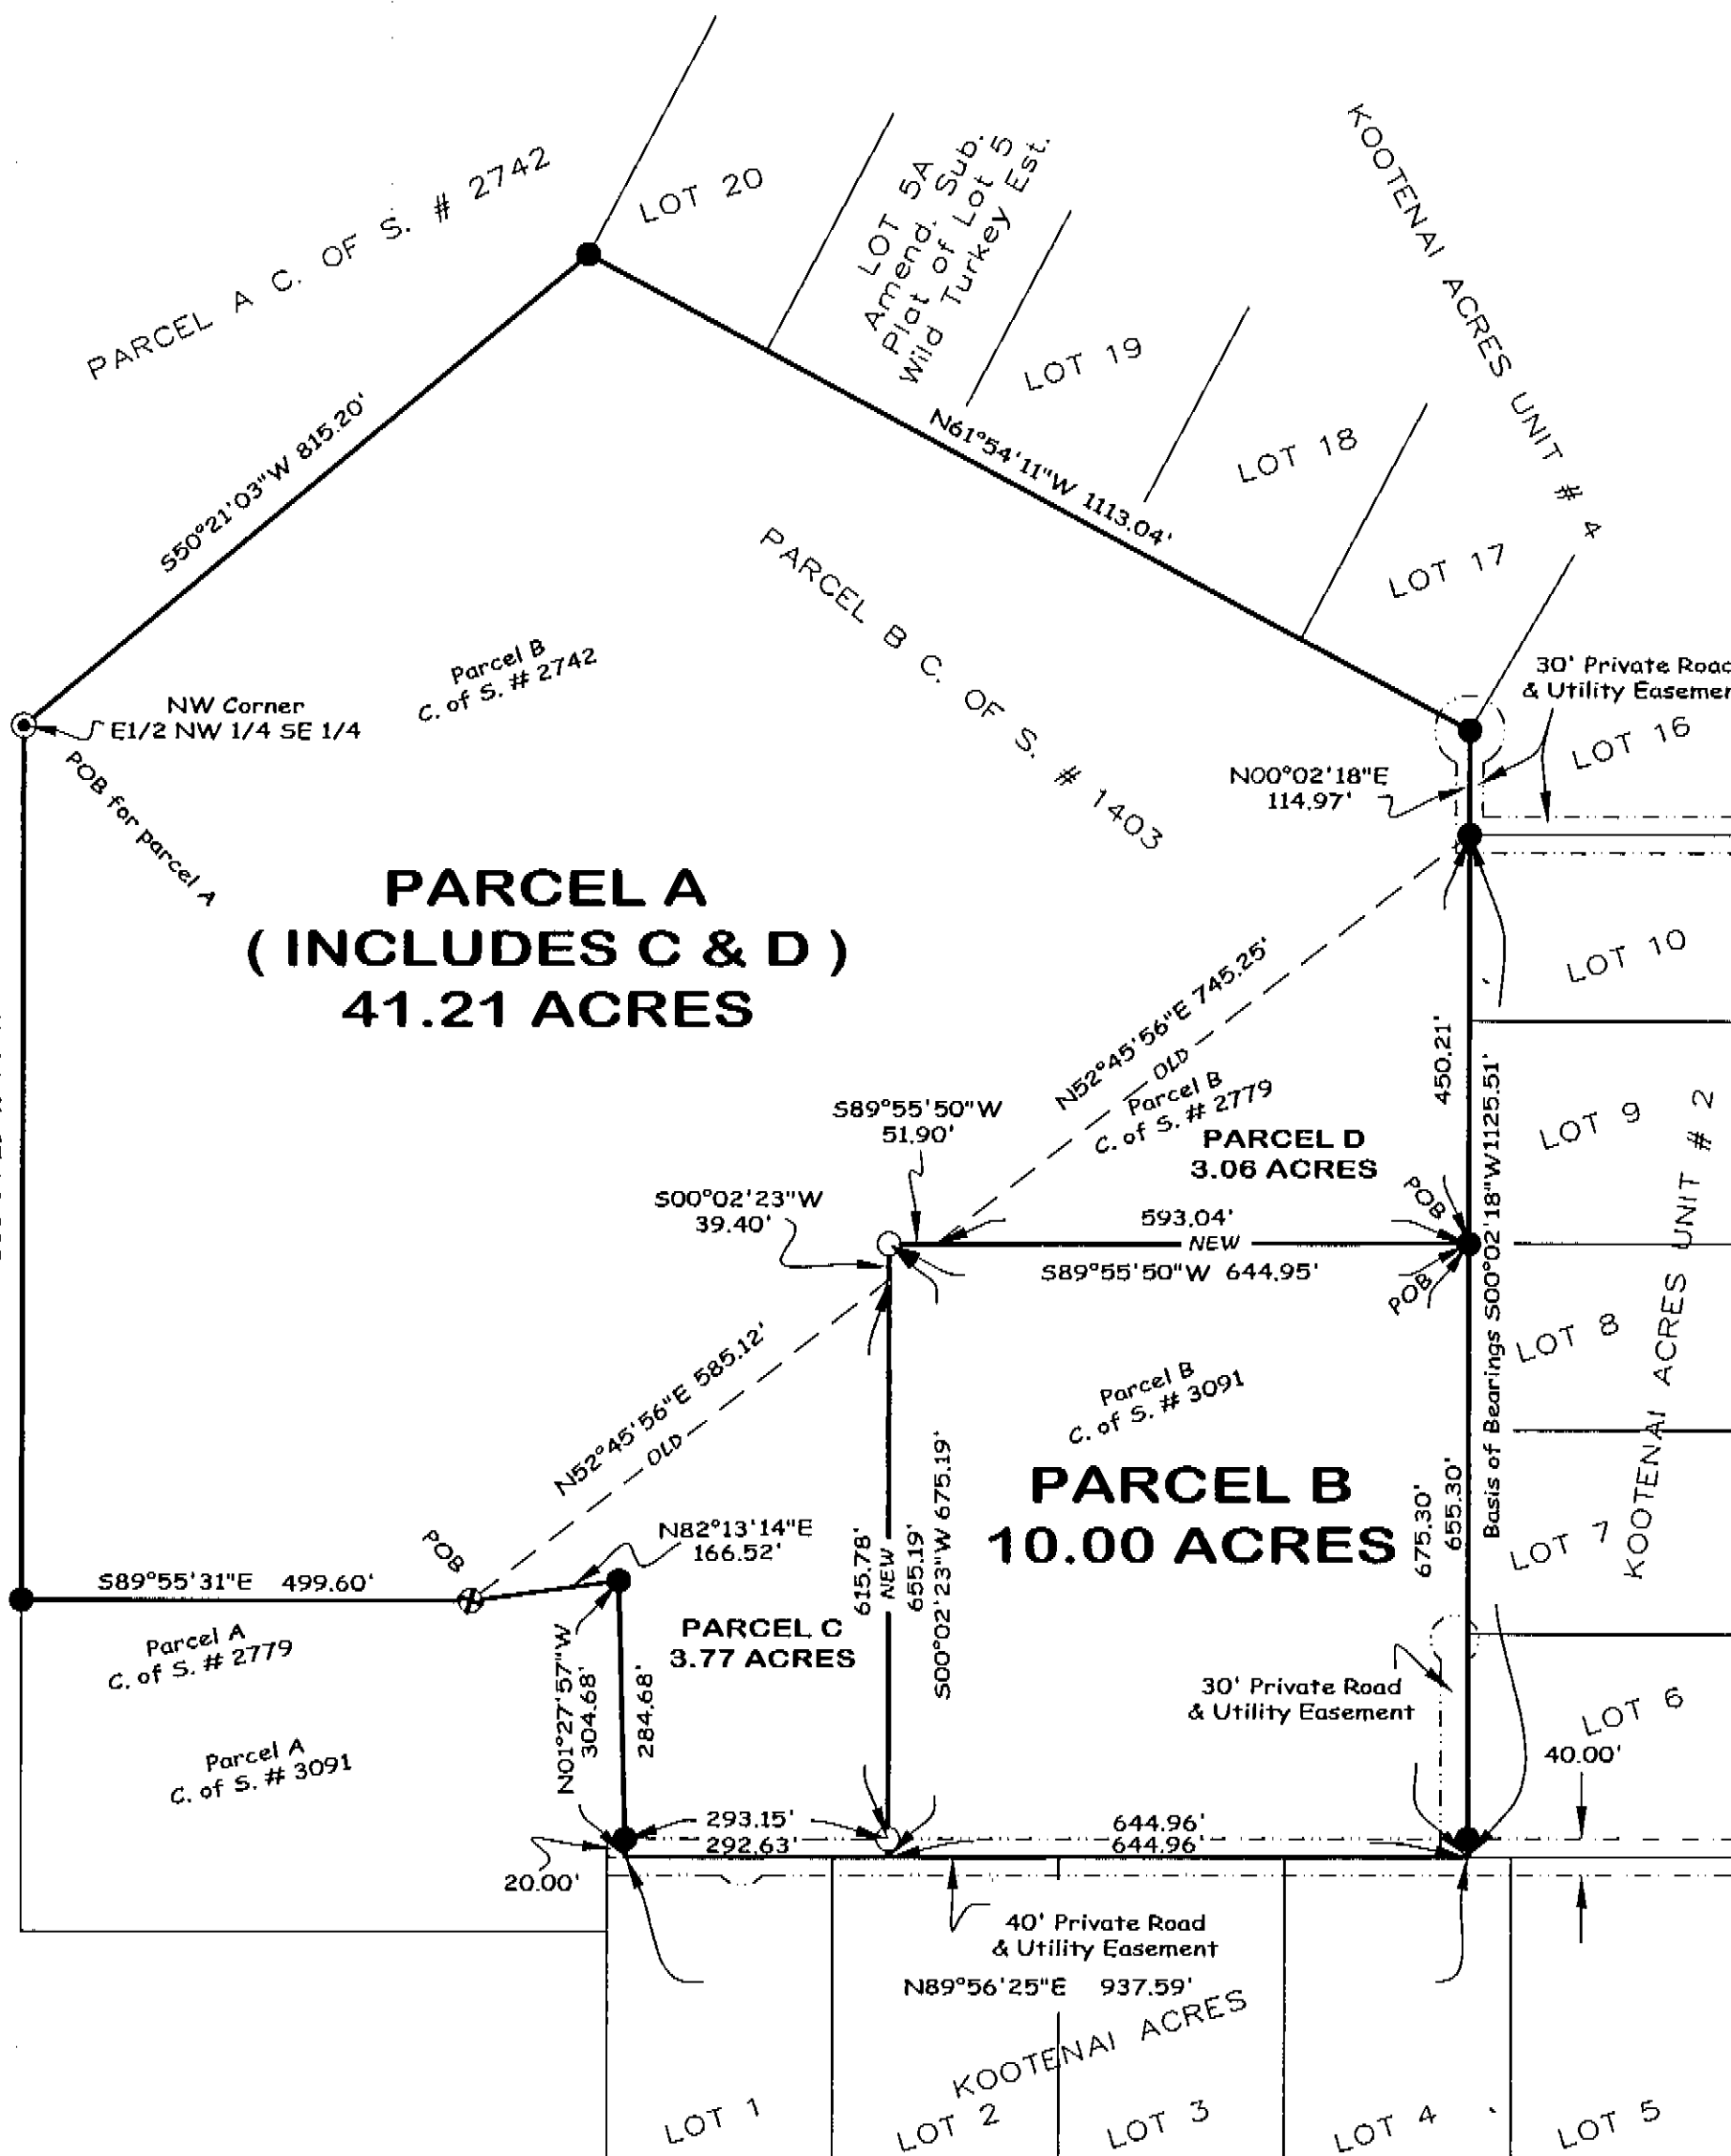 PARCEL A C. OF S. # 2742
LOT 20
LOT 5A
Amend. Sub.
Plat of Lot 5
Wild Turkey Est.
KOOTENAI ACRES UNIT # 4
LOT 19
LOT 18
LOT 17
S50°21'03"W 815.20'
N61°54'11"W 1113.04'
PARCEL B C. OF S. # 1403
Parcel B
C. of S. # 2742
NW Corner
E1/2 NW 1/4 SE 1/4
POB for parcel A
30' Private Road
& Utility
LOT 16
N00°02'18"E
114.97'
PARCEL A
( INCLUDES C & D )
41.21 ACRES
LOT 10
N52°45'56"E 745.25'
OLD
Parcel B
C. of S. # 2779
450.21'
S89°55'50"W
51.90'
PARCEL D
3.06 ACRES
LOT 9
S00°02'23"W
39.40'
593.04'
NEW
S89°55'50"W 644.95'
POB
POB
Basis of Bearings S00°02'18"W1125.51'
LOT 8
KOOTENAI ACRES UNIT # 2
N52°45'56"E 585.12'
OLD
Parcel B
C. of S. # 3091
PARCEL B
10.00 ACRES
675.30'
655.30'
LOT 7
POB
N82°13'14"E
166.52'
615.78'
NEW
655.19'
S00°02'23"W 675.19'
S89°55'31"E 499.60'
Parcel A
C. of S. # 2779
PARCEL C
3.77 ACRES
N01°27'57"W
304.68'
284.68'
30' Private Road
& Utility Easement
LOT 6
40.00'
Parcel A
C. of S. # 3091
293.15'
292.63'
644.96'
644.96'
20.00'
40' Private Road
& Utility Easement
N89°56'25"E 937.59'
KOOTENAI ACRES
LOT 1
LOT 2
LOT 3
LOT 4
LOT 5